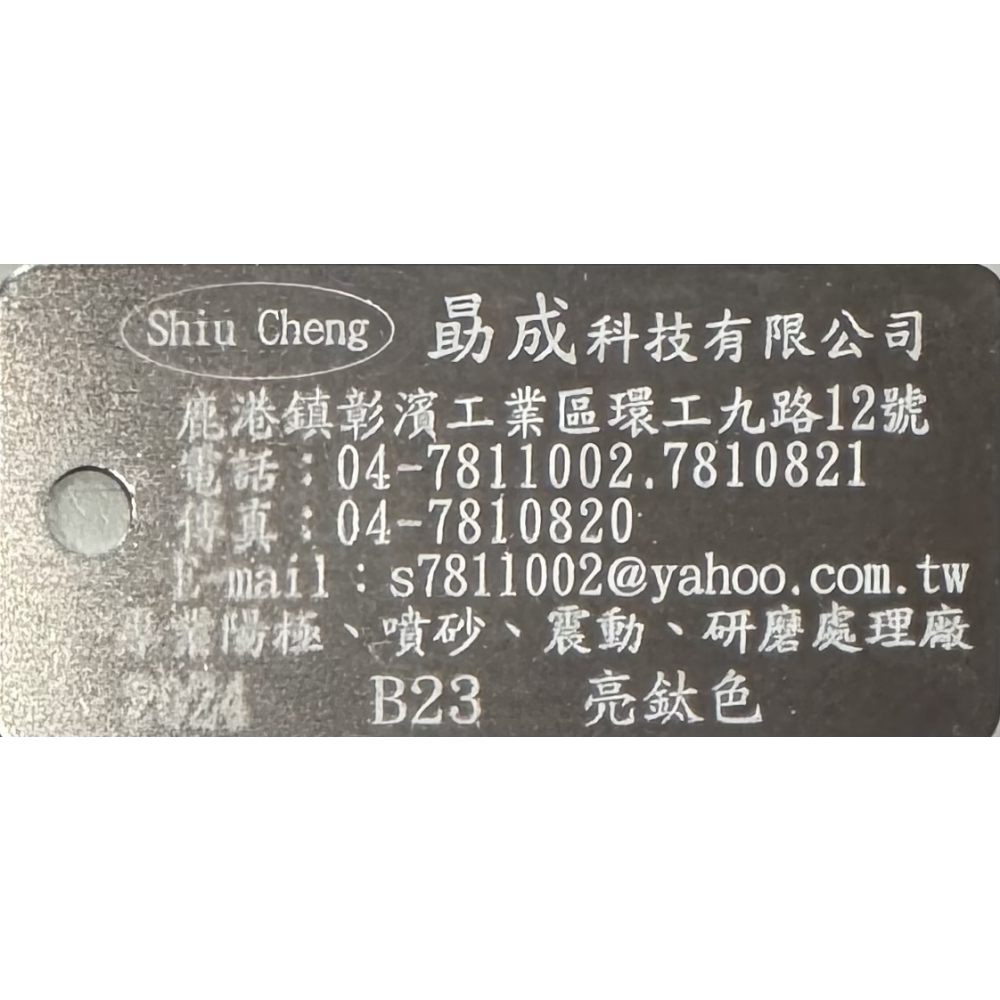 Shiu Cheng 勗成科技有限公司
鹿港鎮彰濱工業區環工九路12號
電話：04-7811002.7810821
傳真：04-7810820
E-mail：s7811002@yahoo.com.tw
專業陽極、噴砂、震動、研磨處理廠
B23 亮鈦色